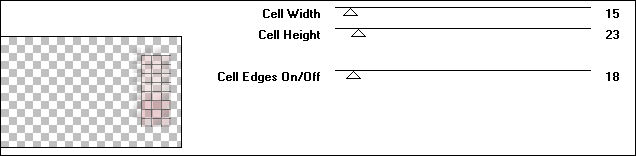 Cell Width 15
Cell Height 23
Cell Edges On/Off 18